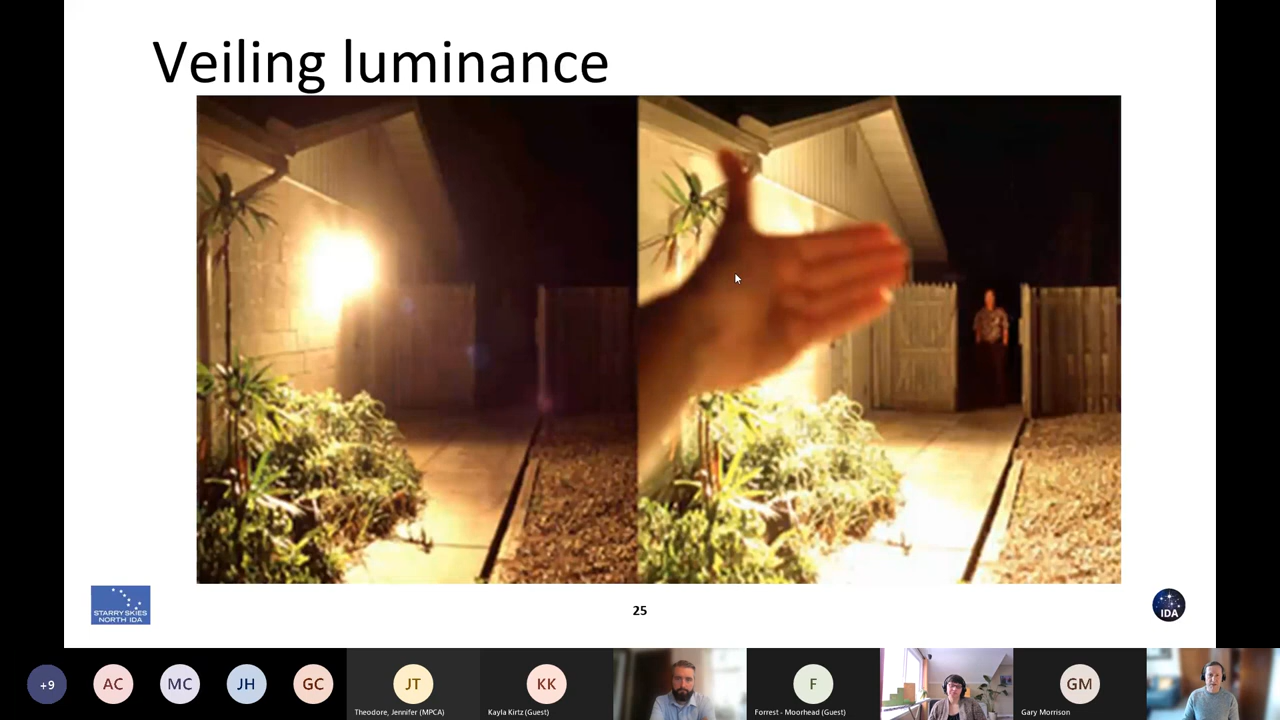 Veiling luminance
STARRY SKIES
NORTH IDA
25
IDA
+9
AC
MC
JH
GC
JT
Theodore, Jennifer (MPCA)
KK
Kayla Kirtz (Guest)
F
Forrest - Moorhead (Guest)
GM
Gary Morrison